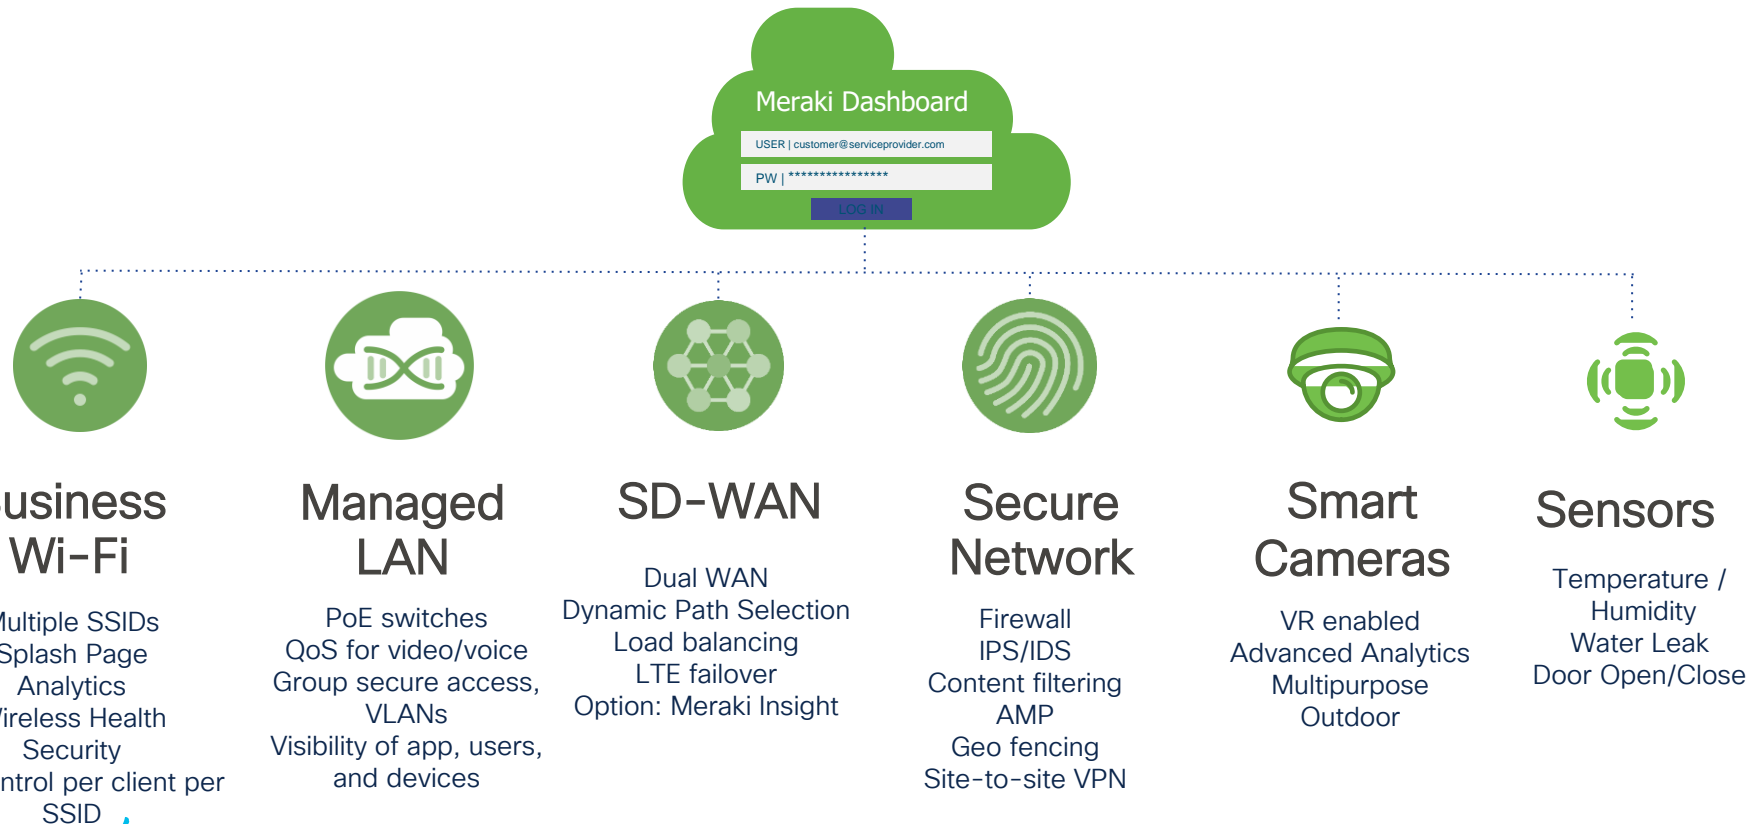 Meraki Dashboard
USER | customer@serviceprovider.com
PW | ****************
LOG IN
usiness
Wi-Fi
Multiple SSIDs
Splash Page
Analytics
ireless Health
Security
ntrol per client per
SSID
Managed
LAN
PoE switches
QoS for video/voice
Group secure access,
VLANs
Visibility of app, users,
and devices
SD-WAN
Dual WAN
Dynamic Path Selection
Load balancing
LTE failover
Option: Meraki Insight
Secure
Network
Firewall
IPS/IDS
Content filtering
AMP
Geo fencing
Site-to-site VPN
Smart
Cameras
VR enabled
Advanced Analytics
Multipurpose
Outdoor
Sensors
Temperature /
Humidity
Water Leak
Door Open/Close